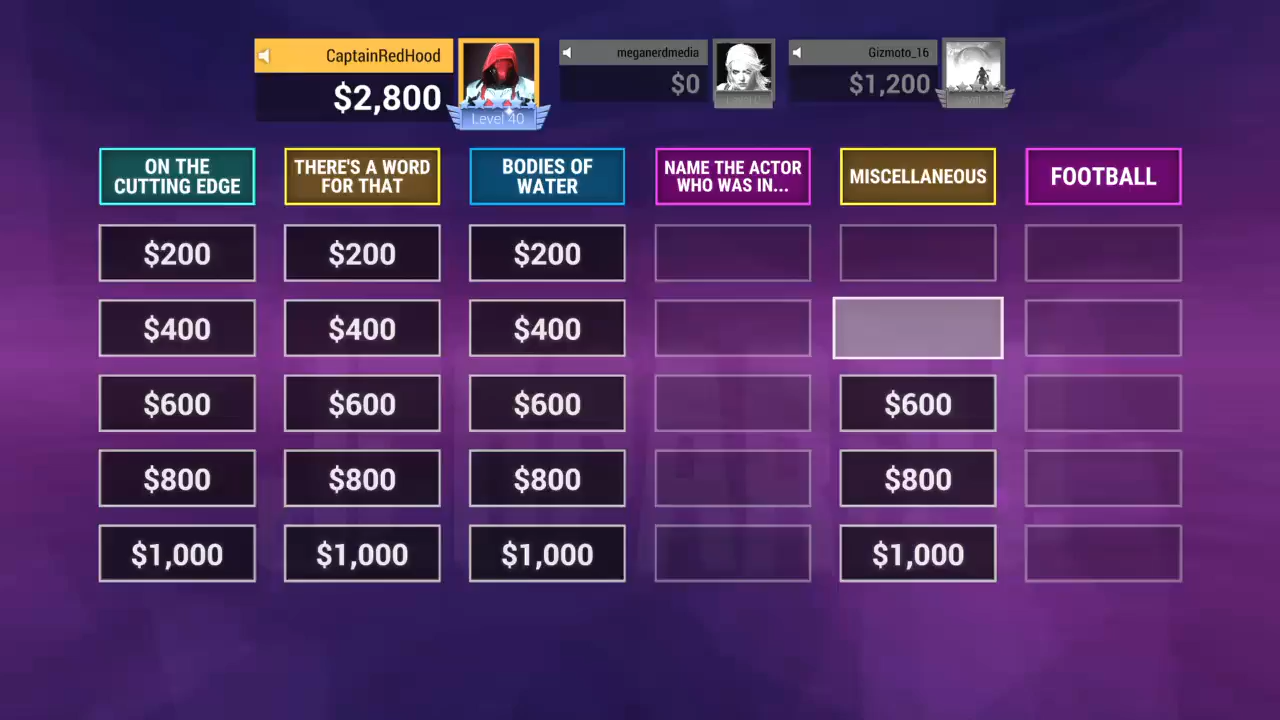 CaptainRedHood
$2,800
Level 40
meganerdmedia
$0
Gizmoto_16
$1,200
ON THE
CUTTING EDGE
THERE'S A WORD
FOR THAT
BODIES OF
WATER
NAME THE ACTOR
WHO WAS IN...
MISCELLANEOUS
FOOTBALL
$200
$200
$200
$400
$400
$400
$600
$600
$600
$600
$800
$800
$800
$800
$1,000
$1,000
$1,000
$1,000